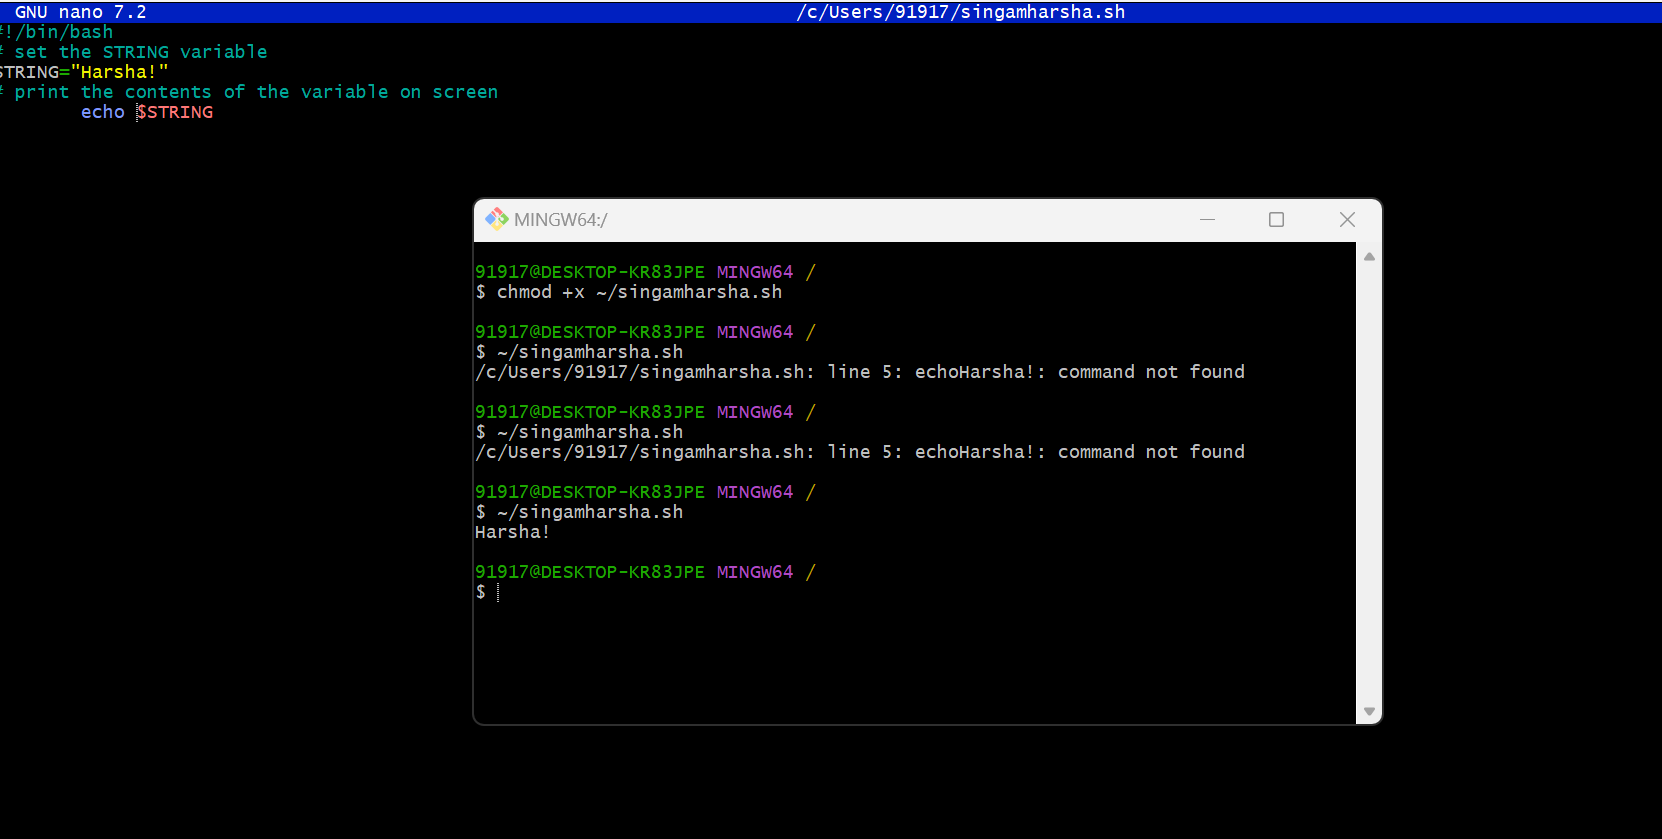 GNU nano 7.2 /c/Users/91917/singamharsha.sh
#!/bin/bash
# set the STRING variable
STRING="Harsha!"
# print the contents of the variable on screen
echo $STRING
MINGW64:/
91917@DESKTOP-KR83JPE MINGW64 /
$ chmod +x ~/singamharsha.sh
91917@DESKTOP-KR83JPE MINGW64 /
$ ~/singamharsha.sh
/c/Users/91917/singamharsha.sh: line 5: echoHarsha!: command not found
91917@DESKTOP-KR83JPE MINGW64 /
$ ~/singamharsha.sh
/c/Users/91917/singamharsha.sh: line 5: echoHarsha!: command not found
91917@DESKTOP-KR83JPE MINGW64 /
$ ~/singamharsha.sh
Harsha!
91917@DESKTOP-KR83JPE MINGW64 /
$